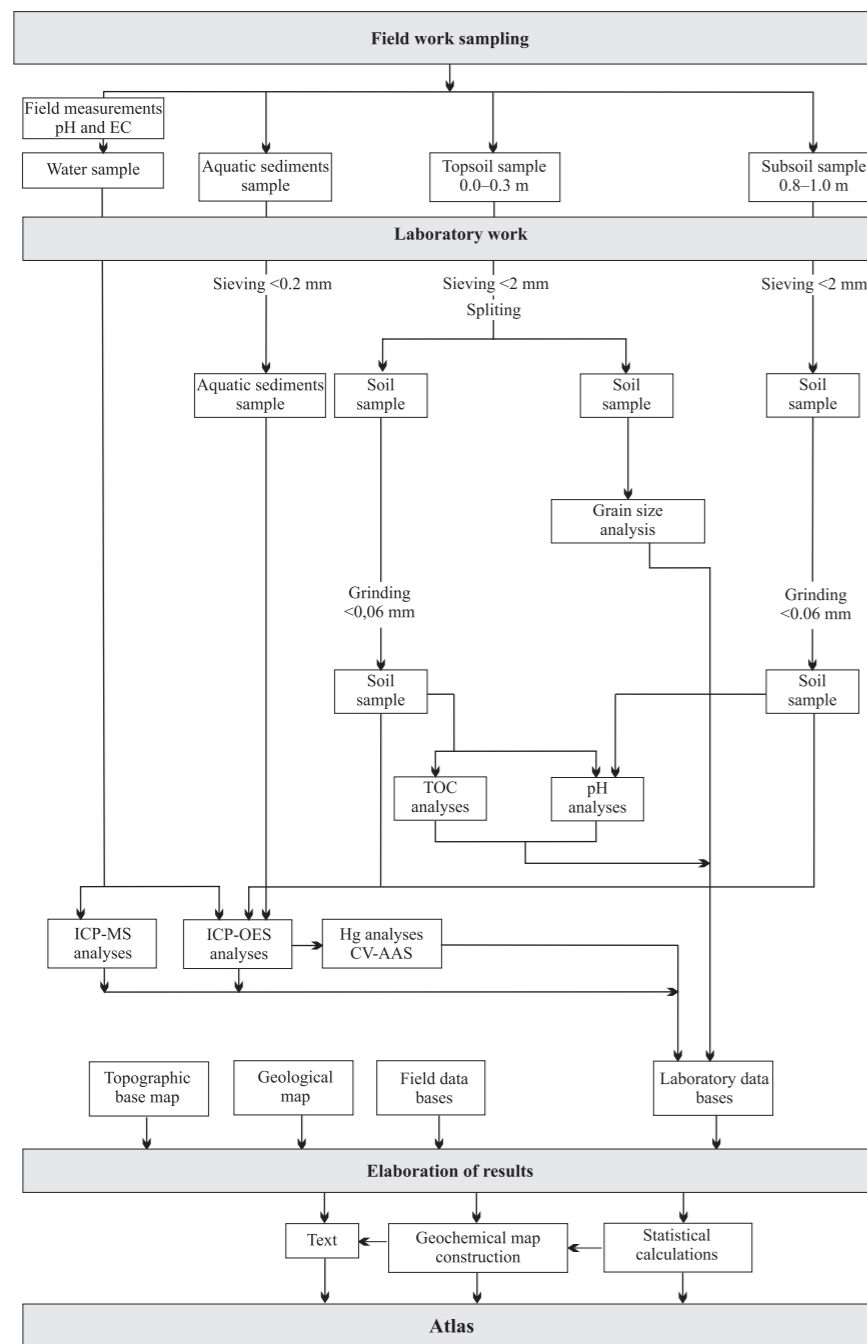 Field work sampling
Field measurements
pH and EC
Water sample
Aquatic sediments
sample
Topsoil sample
0.0–0.3 m
Subsoil sample
0.8–1.0 m
Laboratory work
Sieving <0.2 mm
Sieving <2 mm
Spliting
Sieving <2 mm
Aquatic sediments
sample
Soil
sample
Soil
sample
Soil
sample
Grain size
analysis
Grinding
<0,06 mm
Grinding
<0.06 mm
Soil
sample
Soil
sample
TOC
analyses
pH
analyses
ICP-MS
analyses
ICP-OES
analyses
Hg analyses
CV-AAS
Topographic
base map
Geological
map
Field data
bases
Laboratory data
bases
Elaboration of results
Text
Geochemical map
construction
Statistical
calculations
Atlas